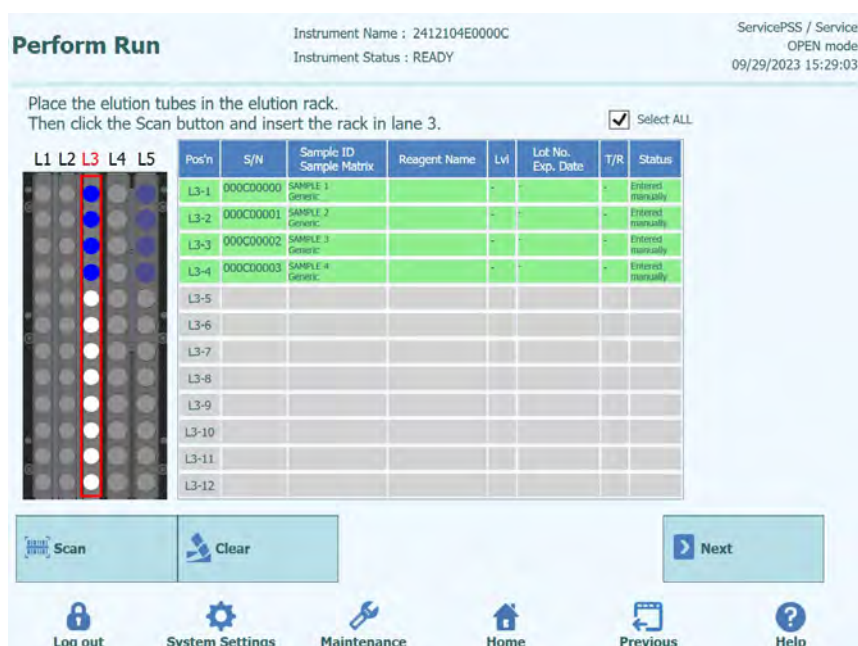 Perform Run
Instrument Name : 2412104E0000C
Instrument Status : READY
ServicePSS / Service
OPEN mode
09/29/2023 15:29:03
Place the elution tubes in the elution rack.
Then click the Scan button and insert the rack in lane 3.
Select ALL
L1 L2 L3 L4 L5
Pos'n S/N Sample ID Sample Matrix Reagent Name Lvl Lot No. Exp. Date T/R Status
L3-1 000C00000 SAMPLE 1 Generic - - - Entered manually
L3-2 000C00001 SAMPLE 2 Generic - - - Entered manually
L3-3 000C00002 SAMPLE 3 Generic - - - Entered manually
L3-4 000C00003 SAMPLE 4 Generic - - - Entered manually
L3-5
L3-6
L3-7
L3-8
L3-9
L3-10
L3-11
L3-12
Scan
Clear
Next
Log out
System Settings
Maintenance
Home
Previous
Help